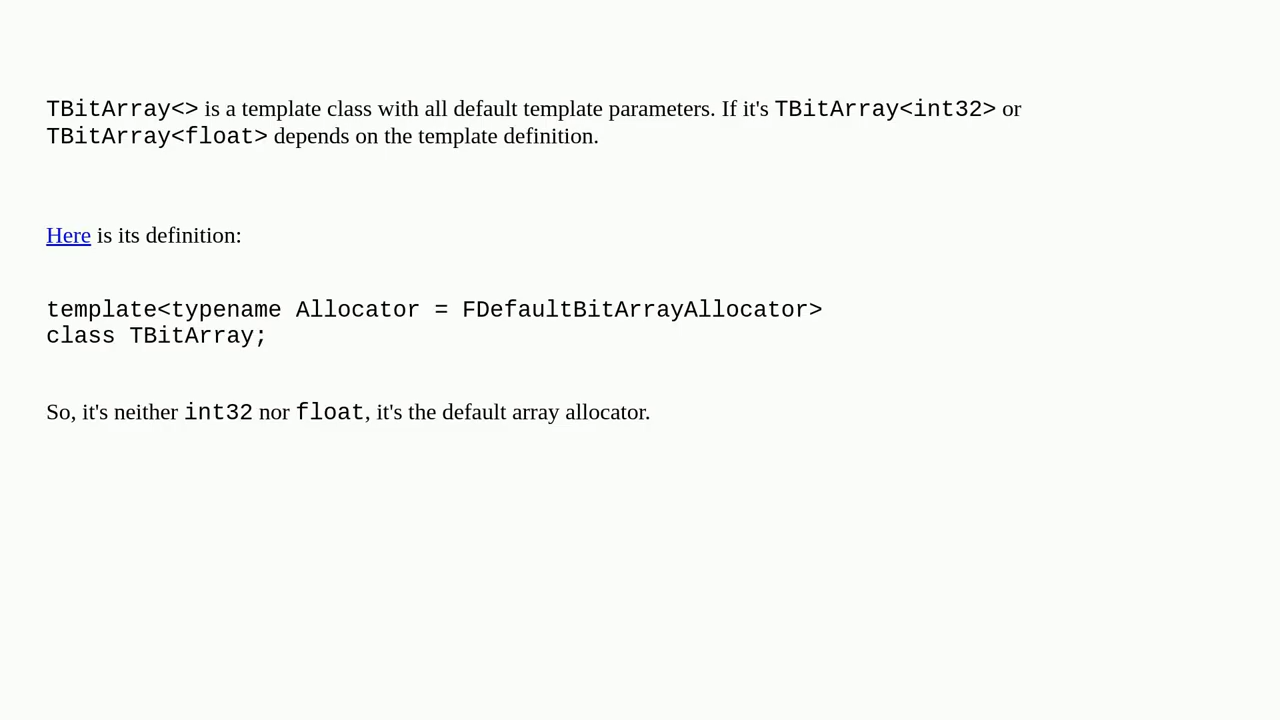 TBitArray<> is a template class with all default template parameters. If it's TBitArray<int32> or
TBitArray<float> depends on the template definition.
Here is its definition:
template<typename Allocator = FDefaultBitArrayAllocator>
class TBitArray;
So, it's neither int32 nor float, it's the default array allocator.